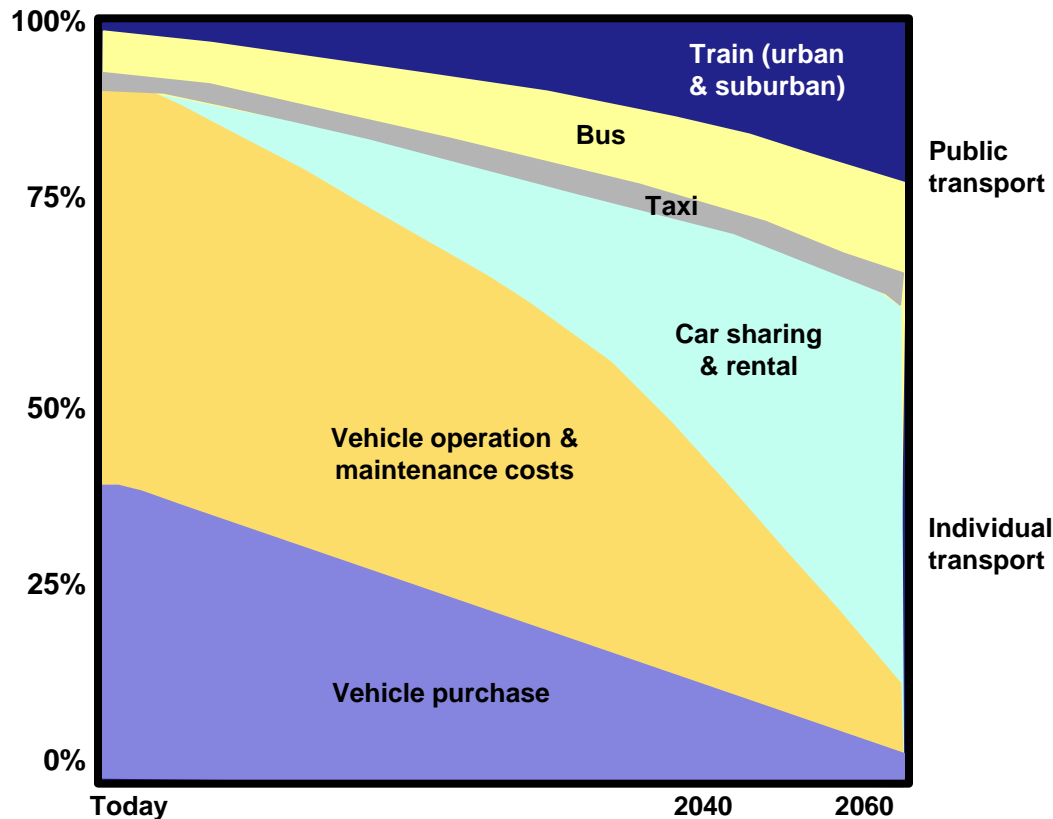 100%
Train (urban
& suburban)
Bus
Public
transport
75%
Taxi
Car sharing
& rental
50%
Vehicle operation &
maintenance costs
Individual
transport
25%
Vehicle purchase
0%
Today
2040
2060